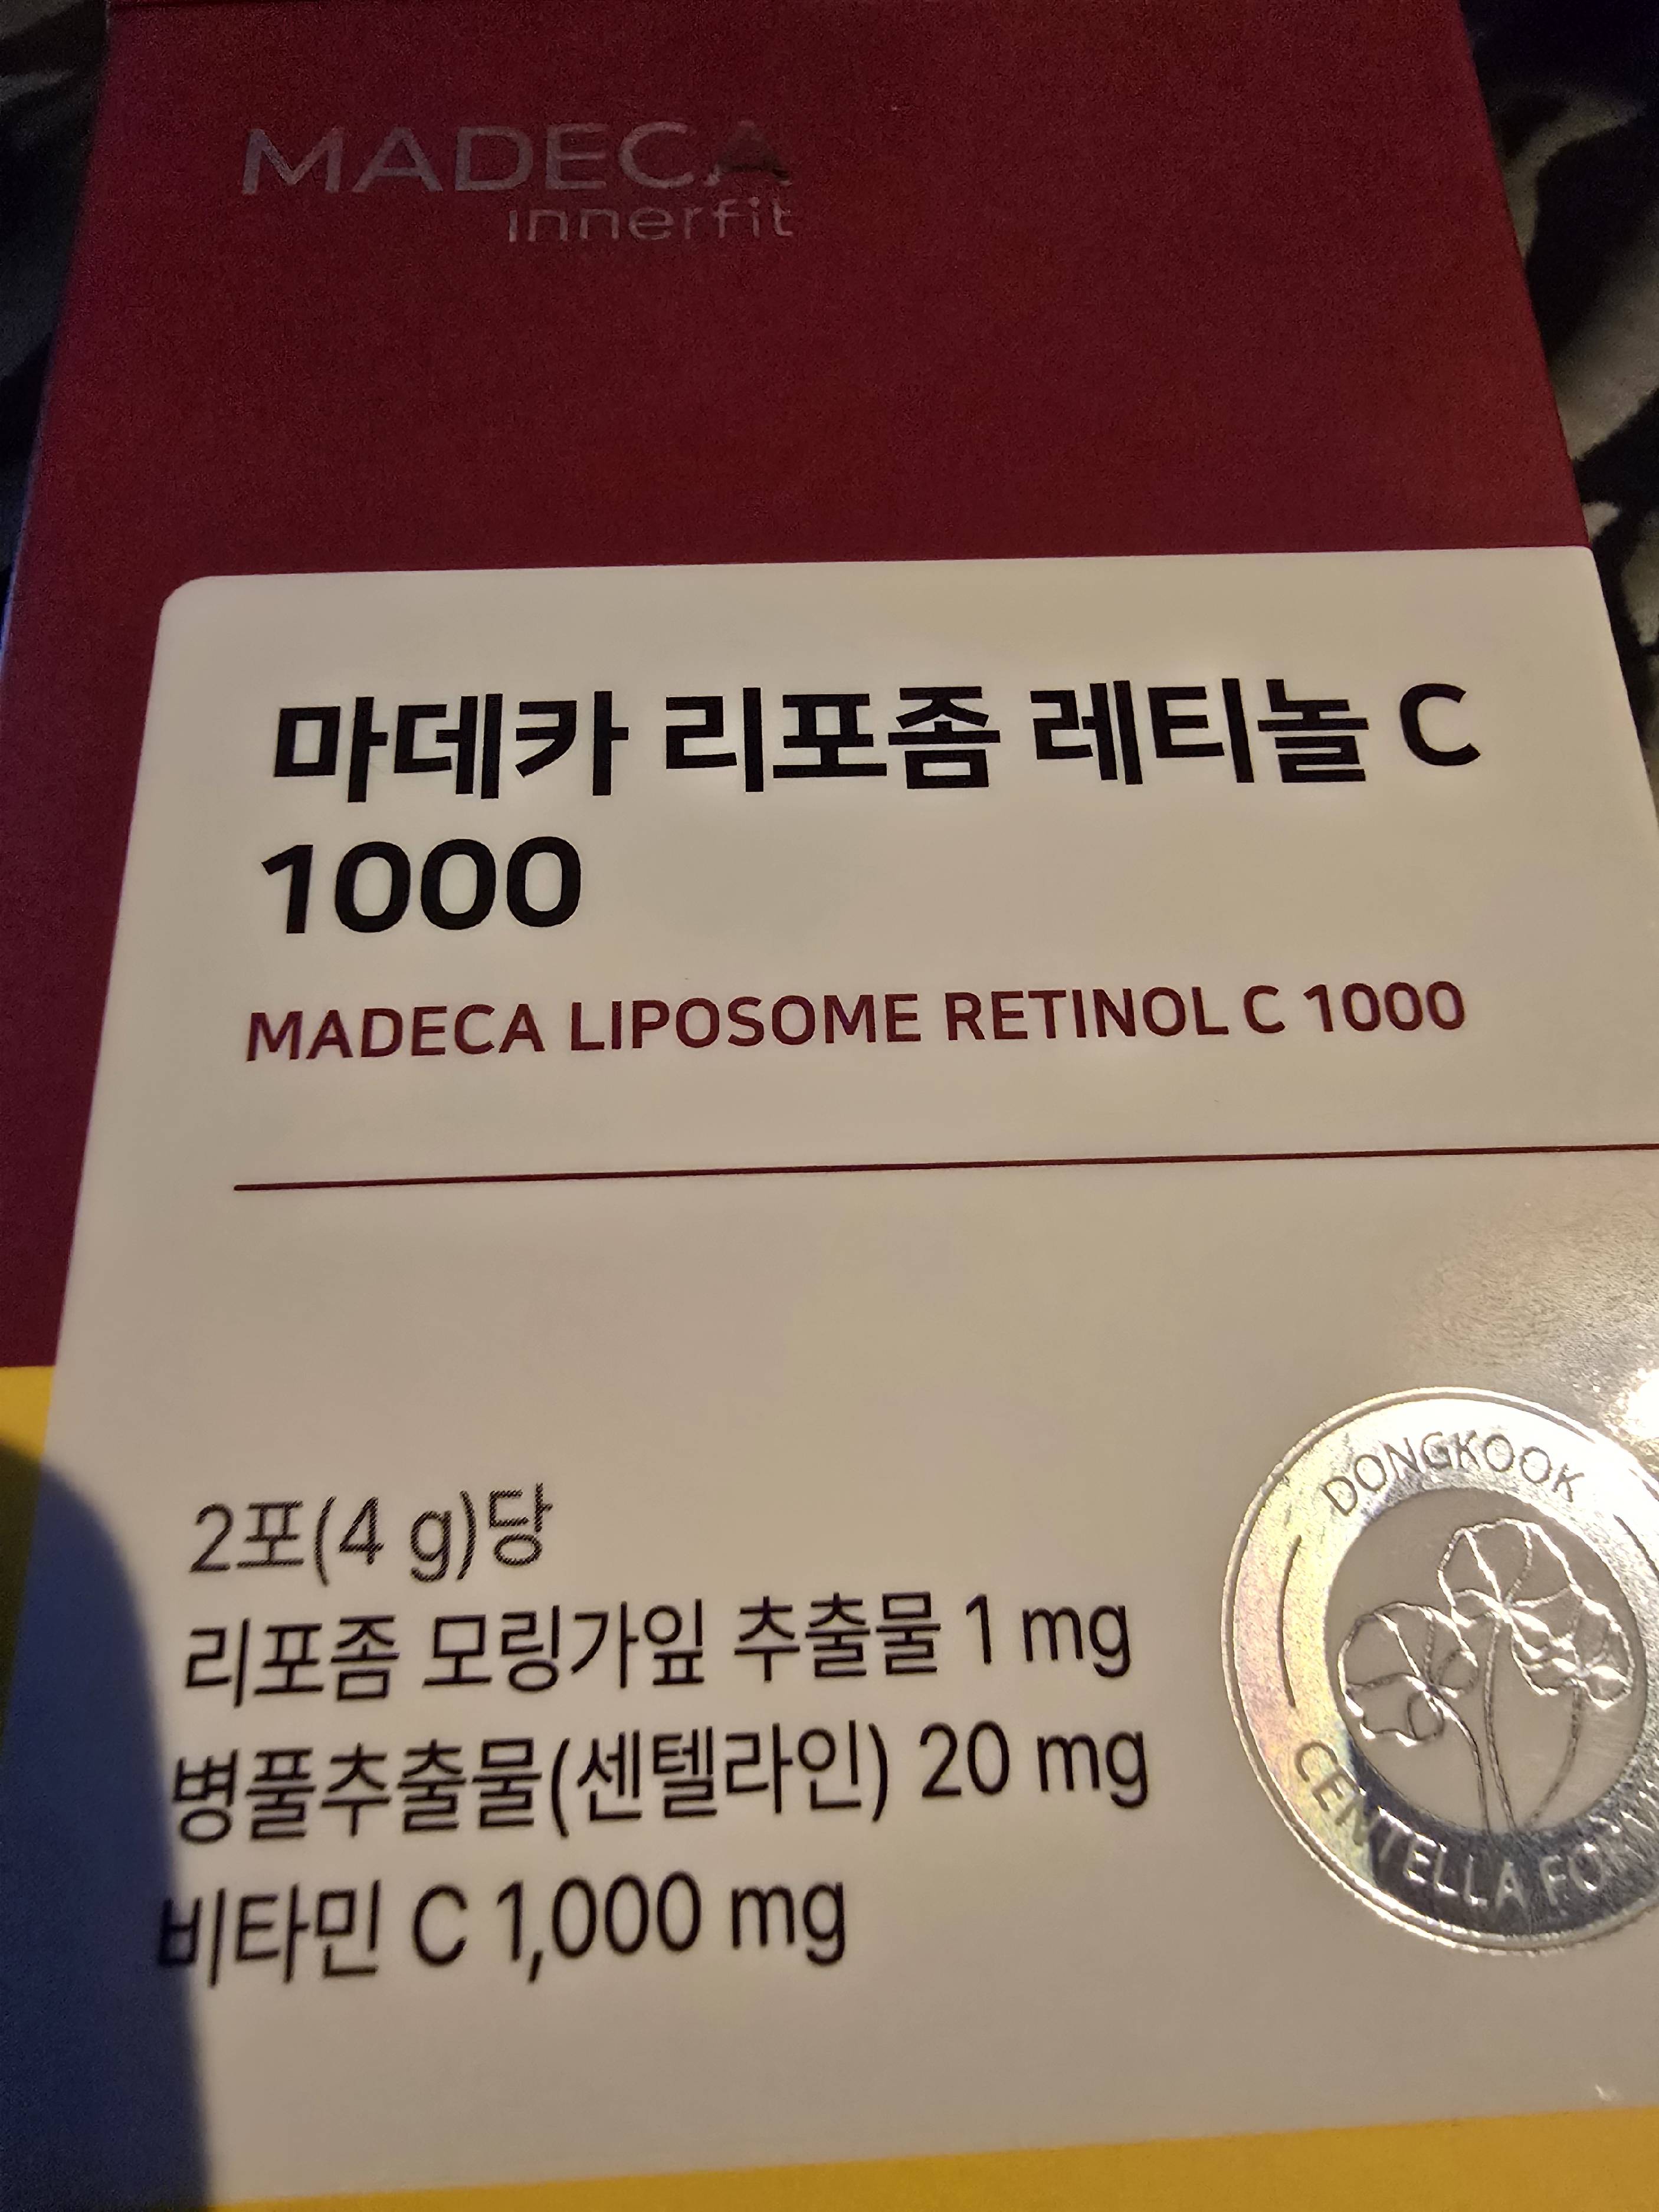 MADECA
innerfit
마데카 리포좀 레티놀 C
1000
MADECA LIPOSOME RETINOL C 1000
2포(4 g)당
리포좀 모링가잎 추출물 1 mg
병풀추출물(센텔라인) 20 mg
비타민 C 1,000 mg
DONGKOOK
CENTELLA